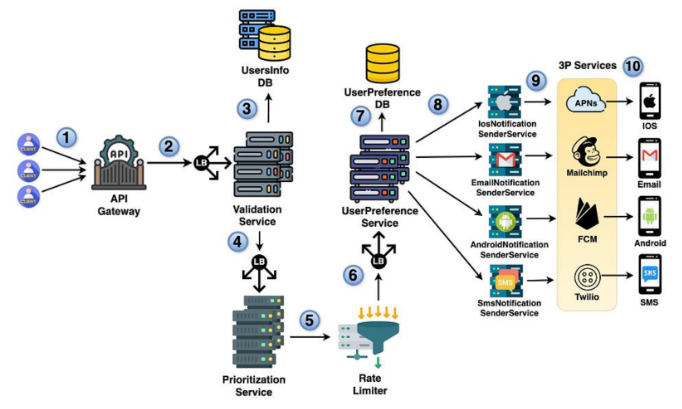 3P Services
10
UsersInfo
DB
UserPreference
DB
1
2
3
7
8
9
CLIENT
CLIENT
CLIENT
API
API
Gateway
LB
Validation
Service
UserPreference
Service
IosNotification
SenderService
APNs
IOS
EmailNotification
SenderService
Mailchimp
Email
AndroidNotification
SenderService
FCM
Android
SMS
SmsNotification
SenderService
Twilio
SMS
SMS
4
LB
LB
6
5
Prioritization
Service
Rate
Limiter